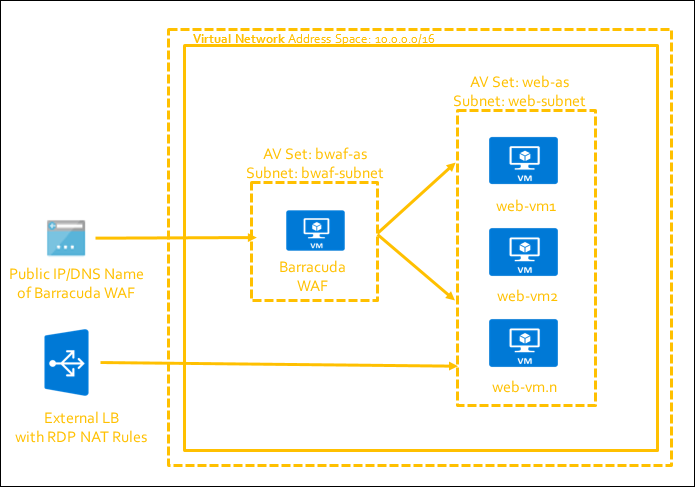 Virtual Network Address Space: 10.0.0.0/16
AV Set: web-as
Subnet: web-subnet
VM
web-vm1
AV Set: bwaf-as
Subnet: bwaf-subnet
VM
Barracuda
WAF
VM
web-vm2
Public IP/DNS Name
of Barracuda WAF
VM
web-vm.n
External LB
with RDP NAT Rules